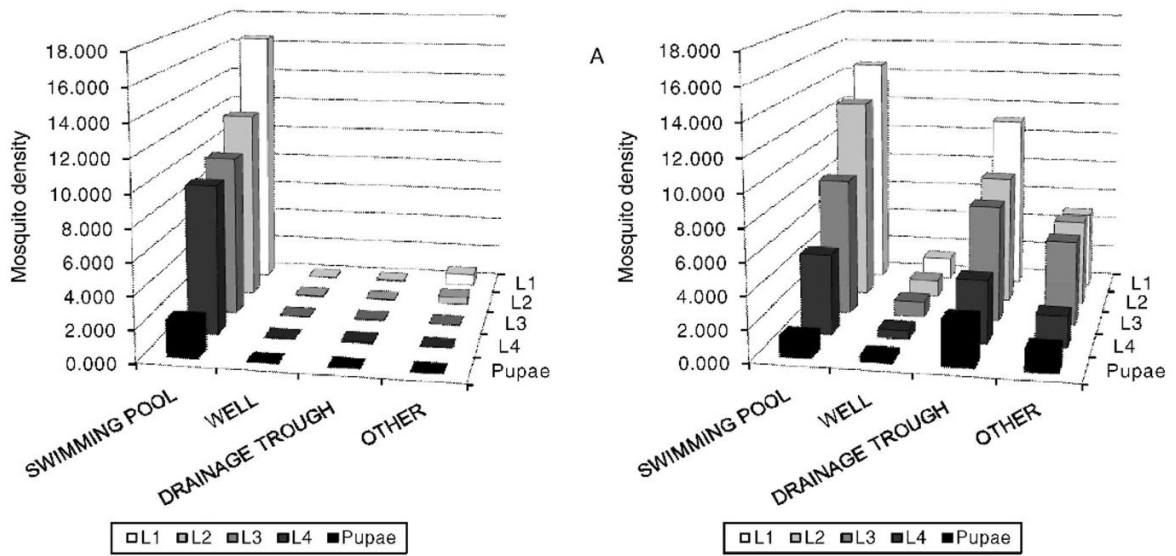 Mosquito density
18.000
16.000
14.000
12.000
10.000
8.000
6.000
4.000
2.000
0.000
L1
L2
L3
L4
Pupae
SWIMMING POOL
WELL
DRAINAGE TROUGH
OTHER
L1 L2 L3 L4 Pupae
A
Mosquito density
18.000
16.000
14.000
12.000
10.000
8.000
6.000
4.000
2.000
0.000
L1
L2
L3
L4
Pupae
SWIMMING POOL
WELL
DRAINAGE TROUGH
OTHER
L1 L2 L3 L4 Pupae